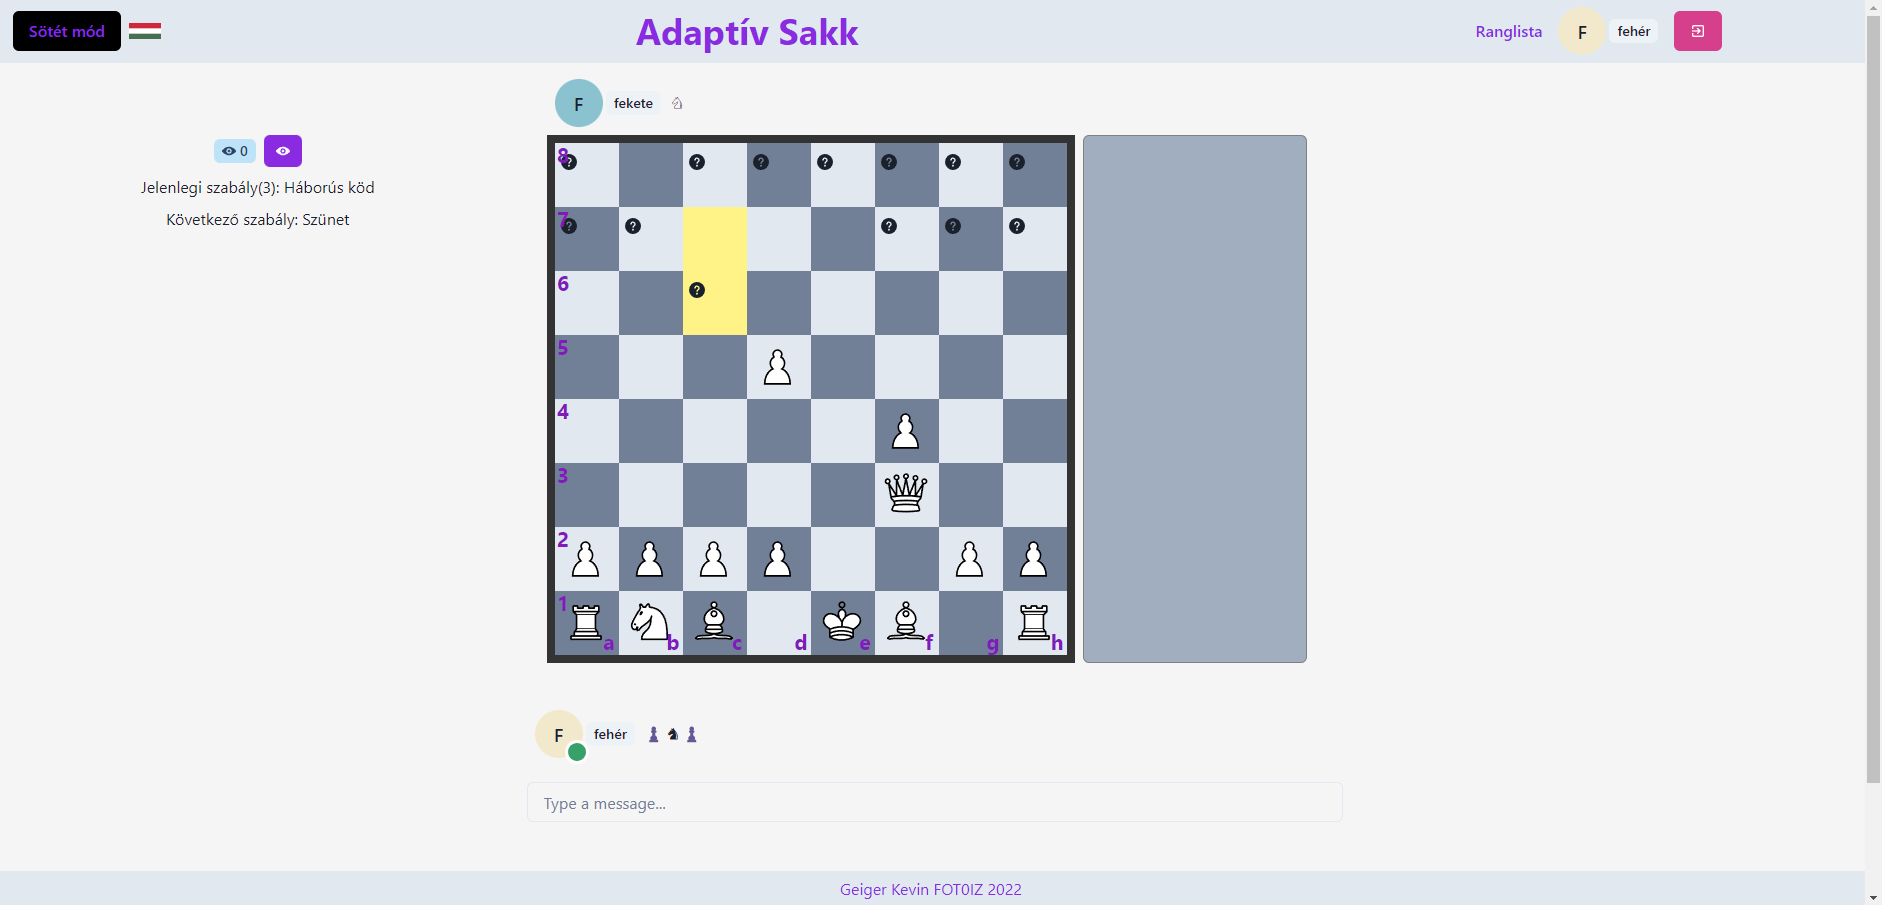 Sötét mód
Adaptív Sakk
Ranglista
F
fehér
F
fekete
0
Jelenlegi szabály(3): Háborús köd
Következő szabály: Szünet
8 ? ? ? ? ? ? ?
7 ? ? ? ? ?
6 ?
5
4
3
2
1
a b c d e f g h
F
fehér
Type a message...
Geiger Kevin FOT0IZ 2022